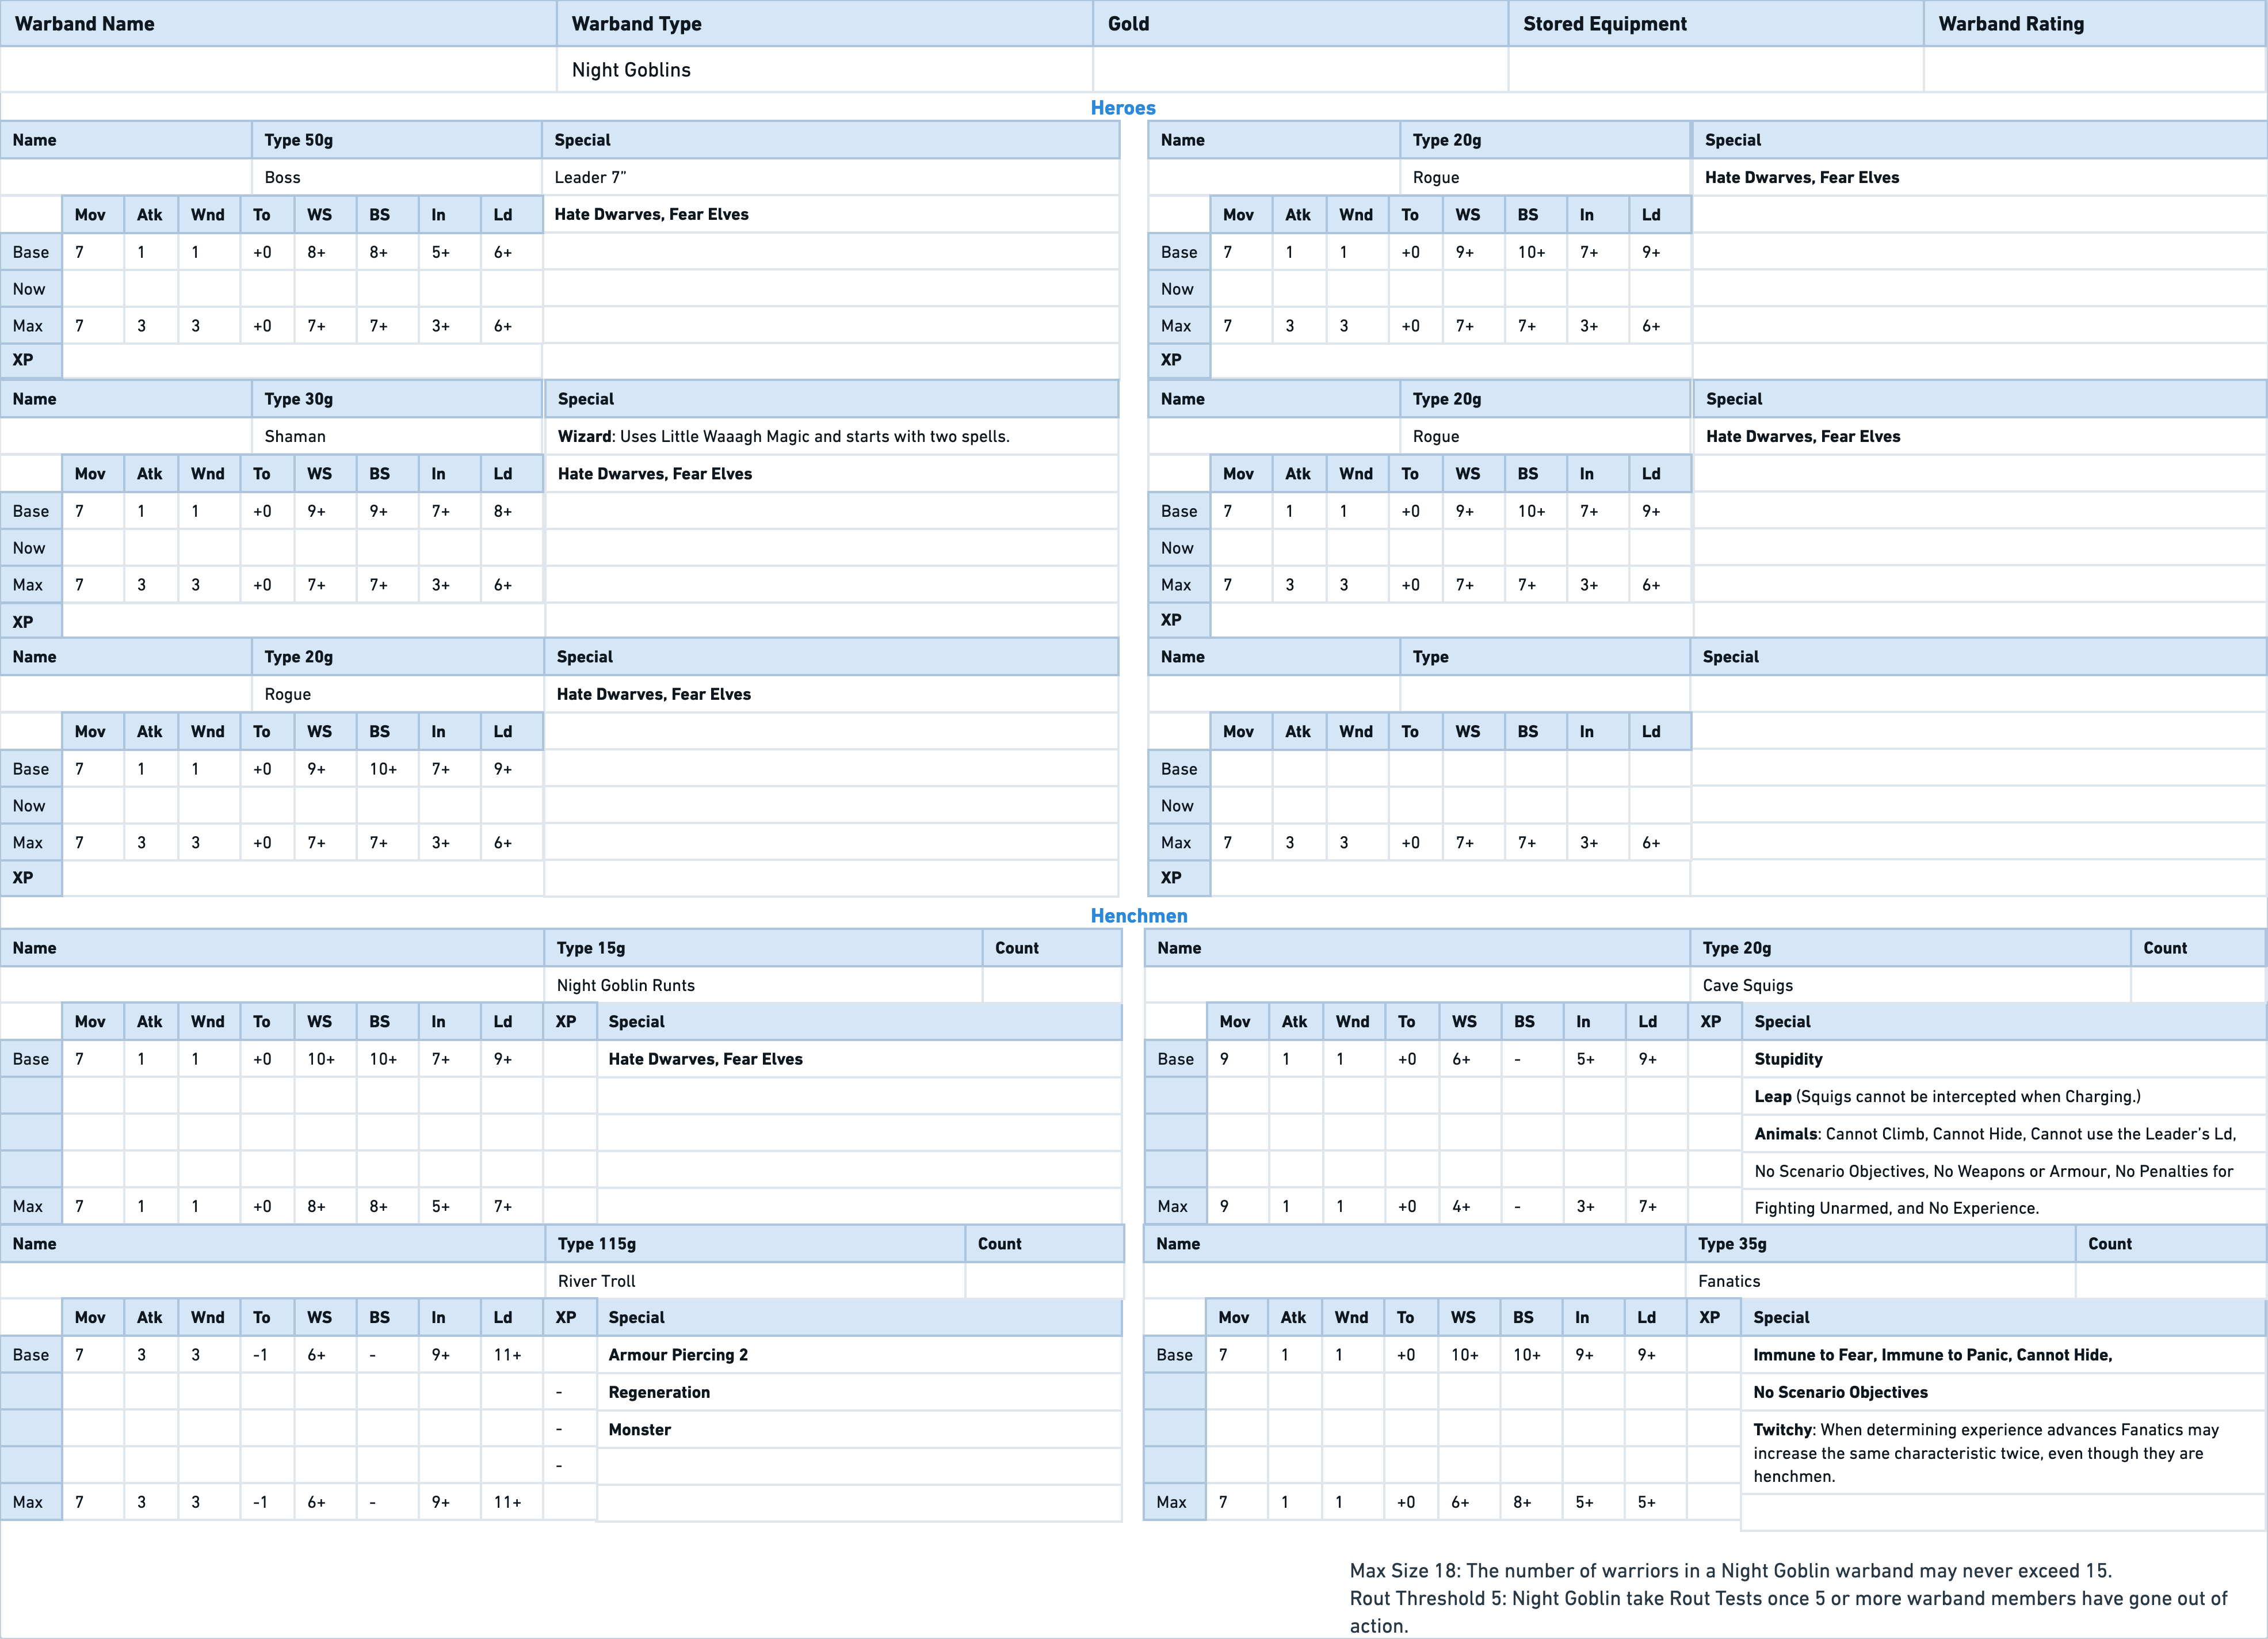 Warband Name Warband Type Gold Stored Equipment Warband Rating
Night Goblins
Heroes
Name Type 50g Special
Boss Leader 7"
Mov Atk Wnd To WS BS In Ld Hate Dwarves, Fear Elves
Base 7 1 1 +0 8+ 8+ 5+ 6+
Now
Max 7 3 3 +0 7+ 7+ 3+ 6+
XP
Name Type 20g Special
Rogue Hate Dwarves, Fear Elves
Mov Atk Wnd To WS BS In Ld
Base 7 1 1 +0 9+ 10+ 7+ 9+
Now
Max 7 3 3 +0 7+ 7+ 3+ 6+
XP
Name Type 30g Special
Shaman Wizard: Uses Little Waaagh Magic and starts with two spells.
Mov Atk Wnd To WS BS In Ld Hate Dwarves, Fear Elves
Base 7 1 1 +0 9+ 9+ 7+ 8+
Now
Max 7 3 3 +0 7+ 7+ 3+ 6+
XP
Name Type 20g Special
Rogue Hate Dwarves, Fear Elves
Mov Atk Wnd To WS BS In Ld
Base 7 1 1 +0 9+ 10+ 7+ 9+
Now
Max 7 3 3 +0 7+ 7+ 3+ 6+
XP
Name Type 20g Special
Rogue Hate Dwarves, Fear Elves
Mov Atk Wnd To WS BS In Ld
Base 7 1 1 +0 9+ 10+ 7+ 9+
Now
Max 7 3 3 +0 7+ 7+ 3+ 6+
XP
Name Type Special
Mov Atk Wnd To WS BS In Ld
Base
Now
Max 7 3 3 +0 7+ 7+ 3+ 6+
XP
Henchmen
Name Type 15g Count
Night Goblin Runts
Mov Atk Wnd To WS BS In Ld XP Special
Base 7 1 1 +0 10+ 10+ 7+ 9+ Hate Dwarves, Fear Elves
Max 7 1 1 +0 8+ 8+ 5+ 7+
Name Type 20g Count
Cave Squigs
Mov Atk Wnd To WS BS In Ld XP Special
Base 9 1 1 +0 6+ - 5+ 9+ Stupidity
Leap (Squigs cannot be intercepted when Charging.)
Animals: Cannot Climb, Cannot Hide, Cannot use the Leader's Ld,
No Scenario Objectives, No Weapons or Armour, No Penalties for
Max 9 1 1 +0 4+ - 3+ 7+ Fighting Unarmed, and No Experience.
Name Type 115g Count
River Troll
Mov Atk Wnd To WS BS In Ld XP Special
Base 7 3 3 -1 6+ - 9+ 11+ Armour Piercing 2
- Regeneration
- Monster
-
Max 7 3 3 -1 6+ - 9+ 11+
Name Type 35g Count
Fanatics
Mov Atk Wnd To WS BS In Ld XP Special
Base 7 1 1 +0 10+ 10+ 9+ 9+ Immune to Fear, Immune to Panic, Cannot Hide,
No Scenario Objectives
Twitchy: When determining experience advances Fanatics may
increase the same characteristic twice, even though they are
henchmen.
Max 7 1 1 +0 6+ 8+ 5+ 5+
Max Size 18: The number of warriors in a Night Goblin warband may never exceed 15.
Rout Threshold 5: Night Goblin take Rout Tests once 5 or more warband members have gone out of
action.